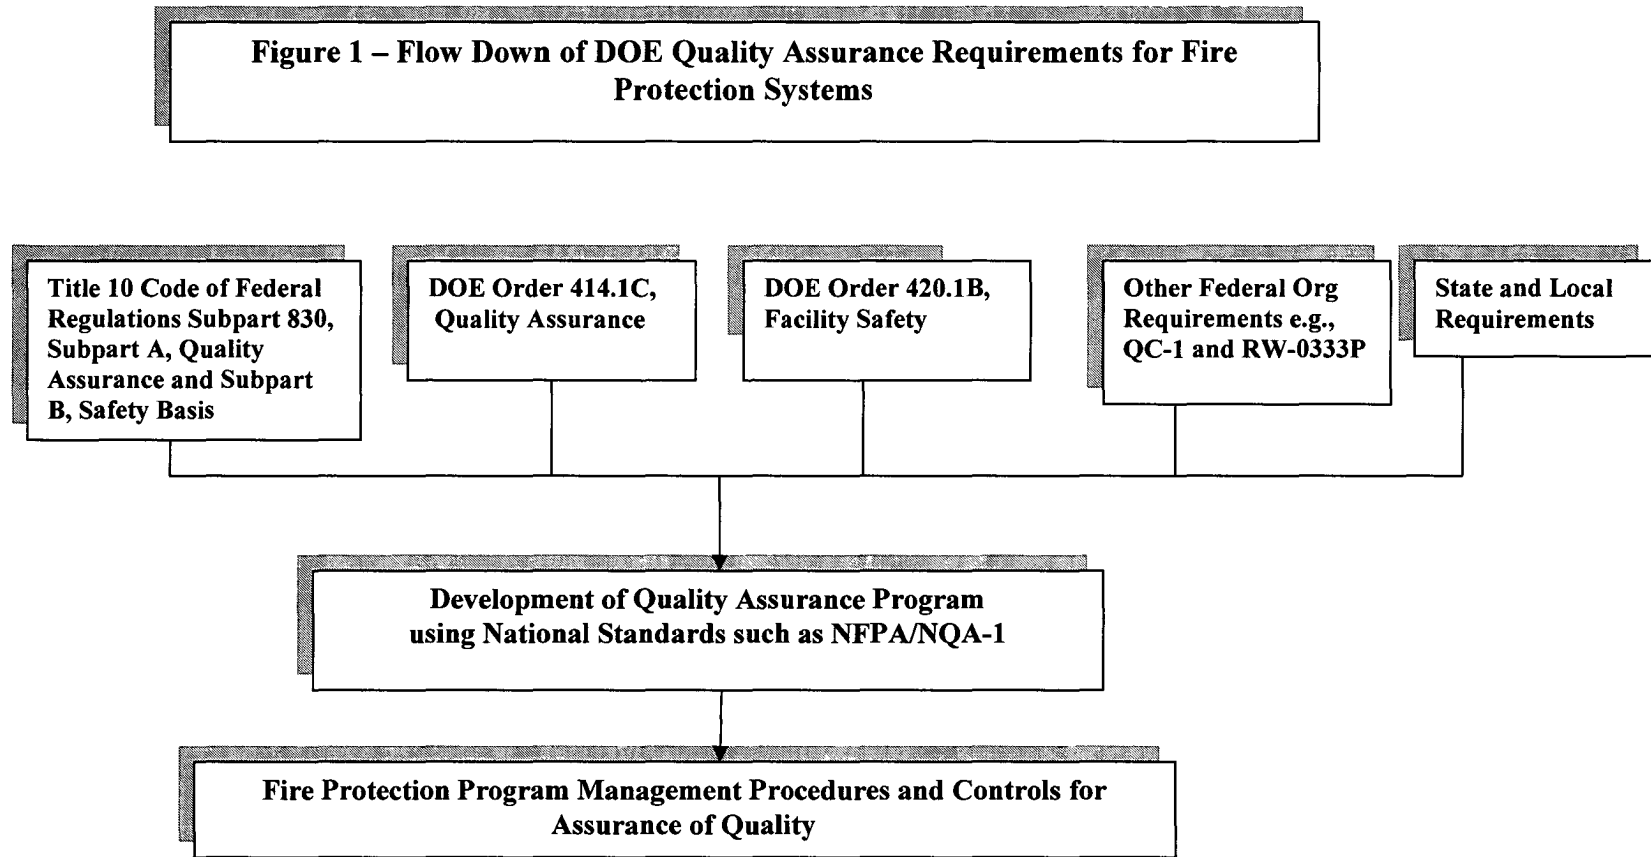 Figure 1 – Flow Down of DOE Quality Assurance Requirements for Fire
Protection Systems
Title 10 Code of Federal
Regulations Subpart 830,
Subpart A, Quality
Assurance and Subpart
B, Safety Basis
DOE Order 414.1C,
Quality Assurance
DOE Order 420.1B,
Facility Safety
Other Federal Org
Requirements e.g.,
QC-1 and RW-0333P
State and Local
Requirements
Development of Quality Assurance Program
using National Standards such as NFPA/NQA-1
Fire Protection Program Management Procedures and Controls for
Assurance of Quality